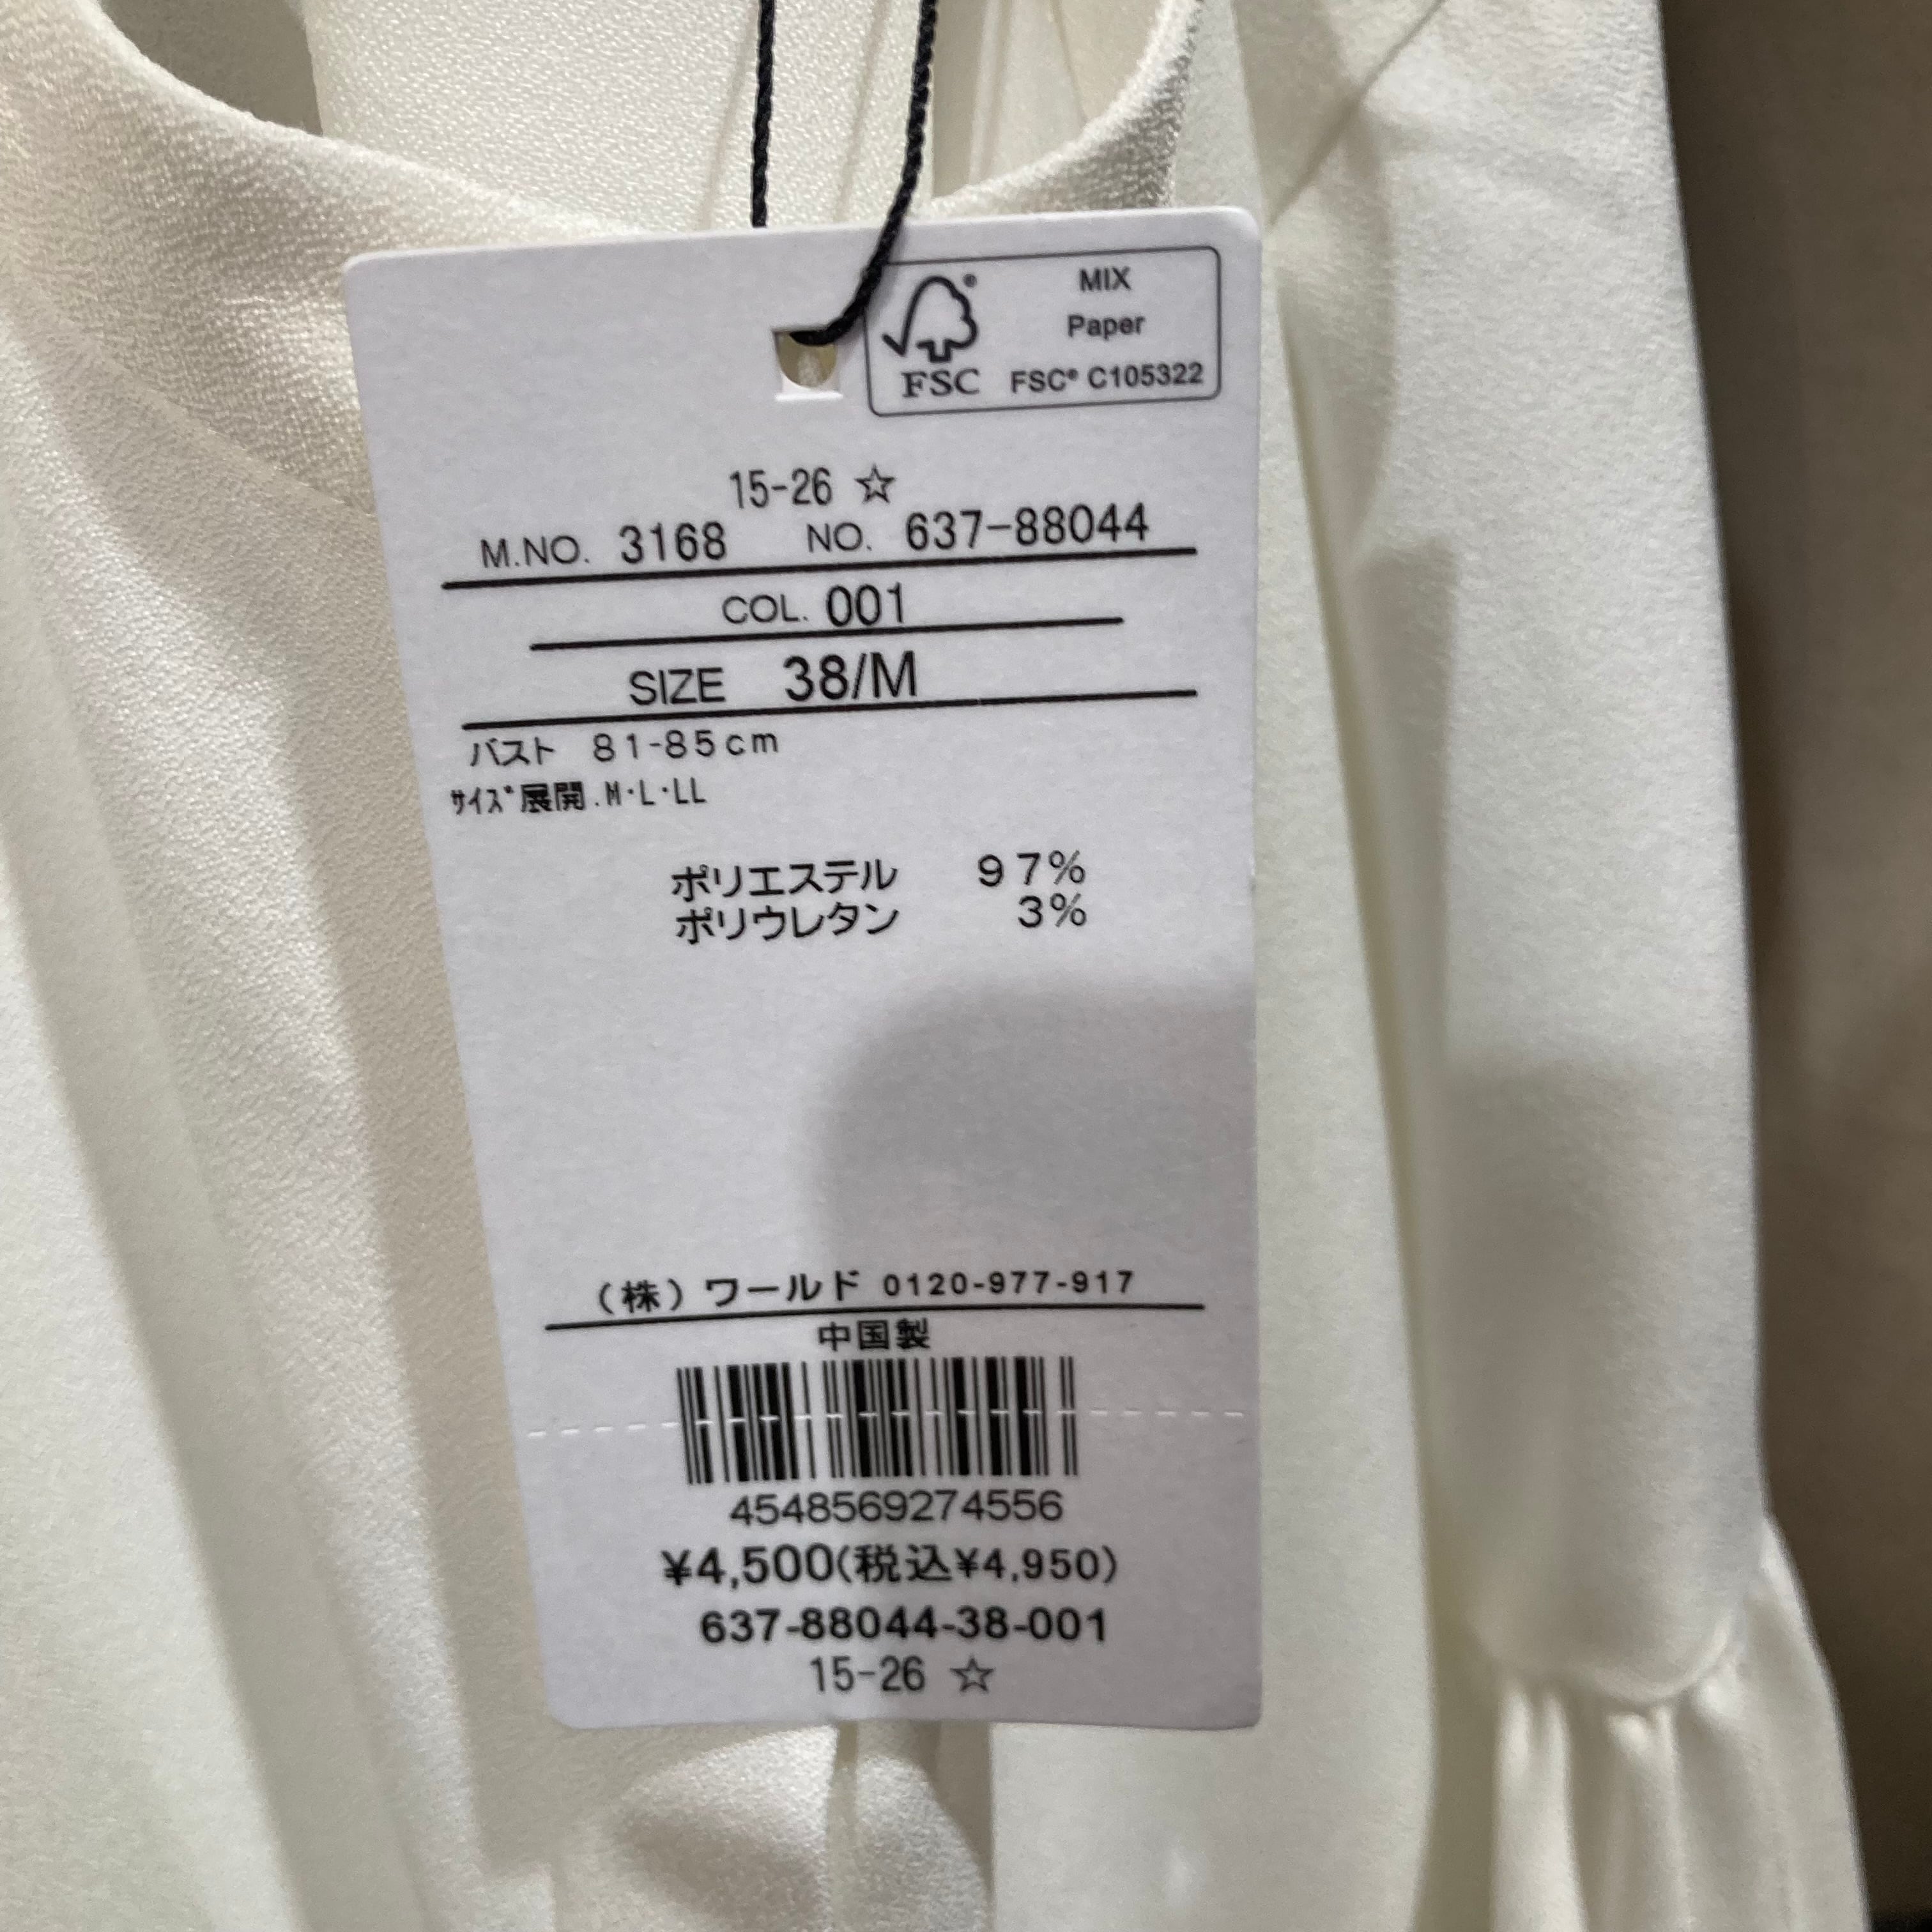 MIX
Paper
FSC FSC® C105322
15-26 ☆
M.NO. 3168 NO. 637-88044
COL. 001
SIZE 38/M
バスト 81-85cm
ｻｲｽﾞ展開.M・L・LL
ポリエステル 97%
ポリウレタン 3%
(株)ワールド 0120-977-917
中国製
4548569274556
¥4,500(税込¥4,950)
637-88044-38-001
15-26 ☆